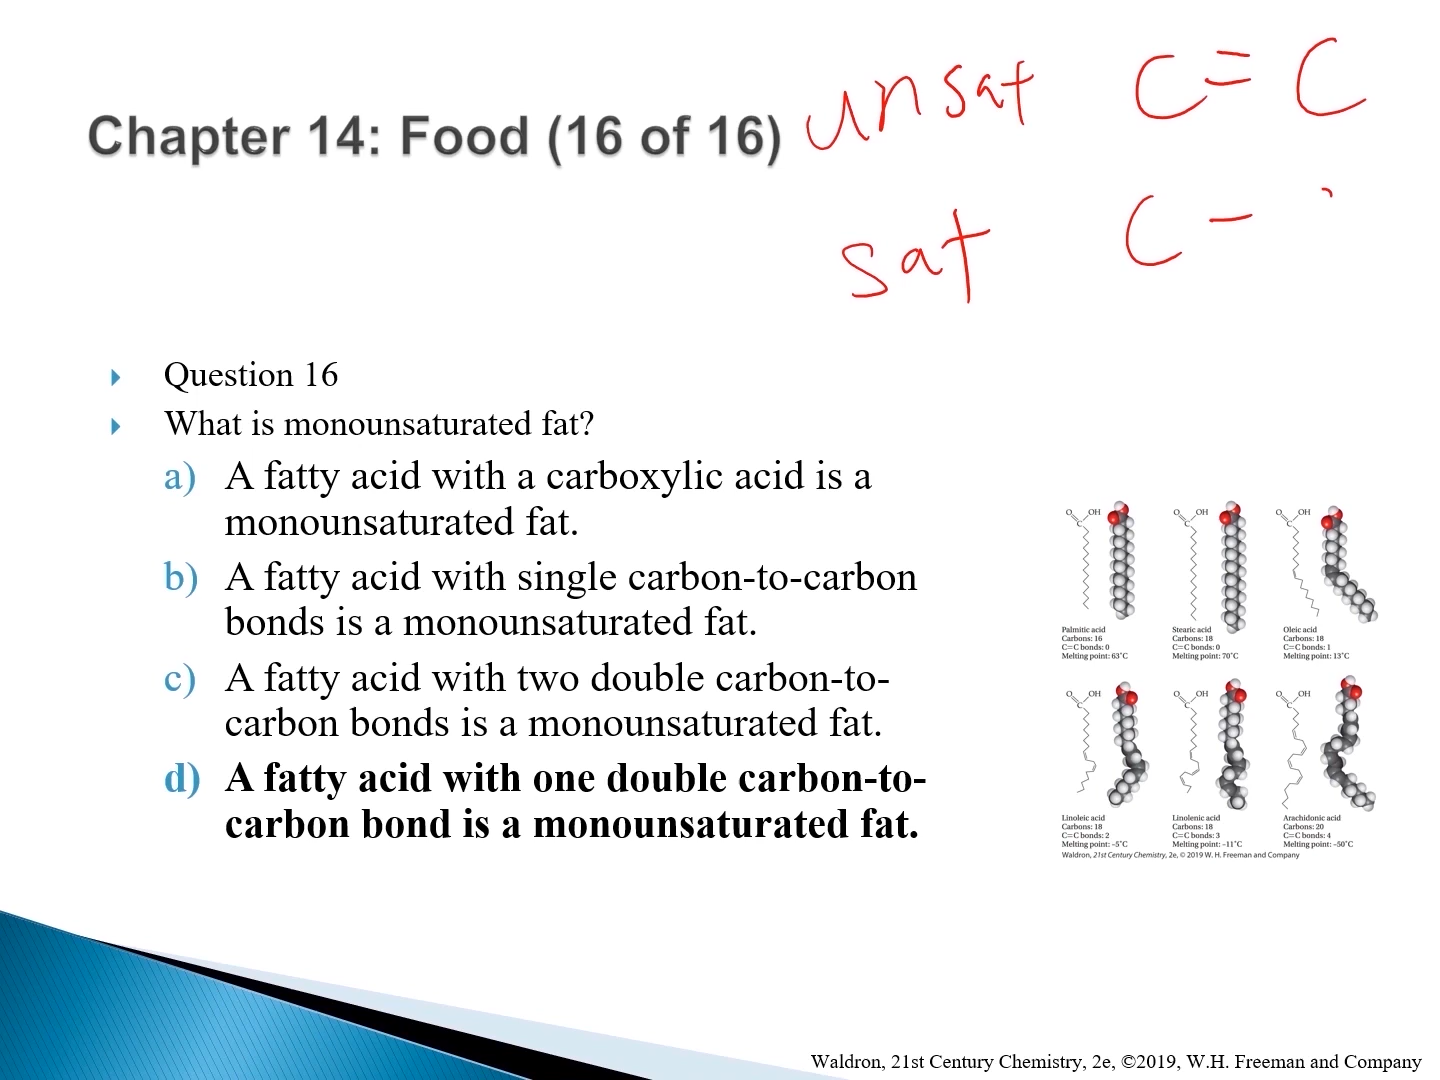 unsat C = C
Chapter 14: Food (16 of 16)
sat C –
Question 16
What is monounsaturated fat?
a) A fatty acid with a carboxylic acid is a
monounsaturated fat.
b) A fatty acid with single carbon-to-carbon
bonds is a monounsaturated fat.
c) A fatty acid with two double carbon-to-
carbon bonds is a monounsaturated fat.
d) A fatty acid with one double carbon-to-
carbon bond is a monounsaturated fat.
O OH
C
O OH
C
O OH
C
Palmitic acid
Carbons: 16
C=C bonds: 0
Melting point: 63°C
Stearic acid
Carbons: 18
C=C bonds: 0
Melting point: 70°C
Oleic acid
Carbons: 18
C=C bonds: 1
Melting point: 13°C
O OH
C
O OH
C
O OH
C
Linoleic acid
Carbons: 18
C=C bonds: 2
Melting point: –5°C
Linolenic acid
Carbons: 18
C=C bonds: 3
Melting point: –11°C
Arachidonic acid
Carbons: 20
C=C bonds: 4
Melting point: –50°C
Waldron, 21st Century Chemistry, 2e, © 2019 W. H. Freeman and Company
Waldron, 21st Century Chemistry, 2e, ©2019, W.H. Freeman and Company